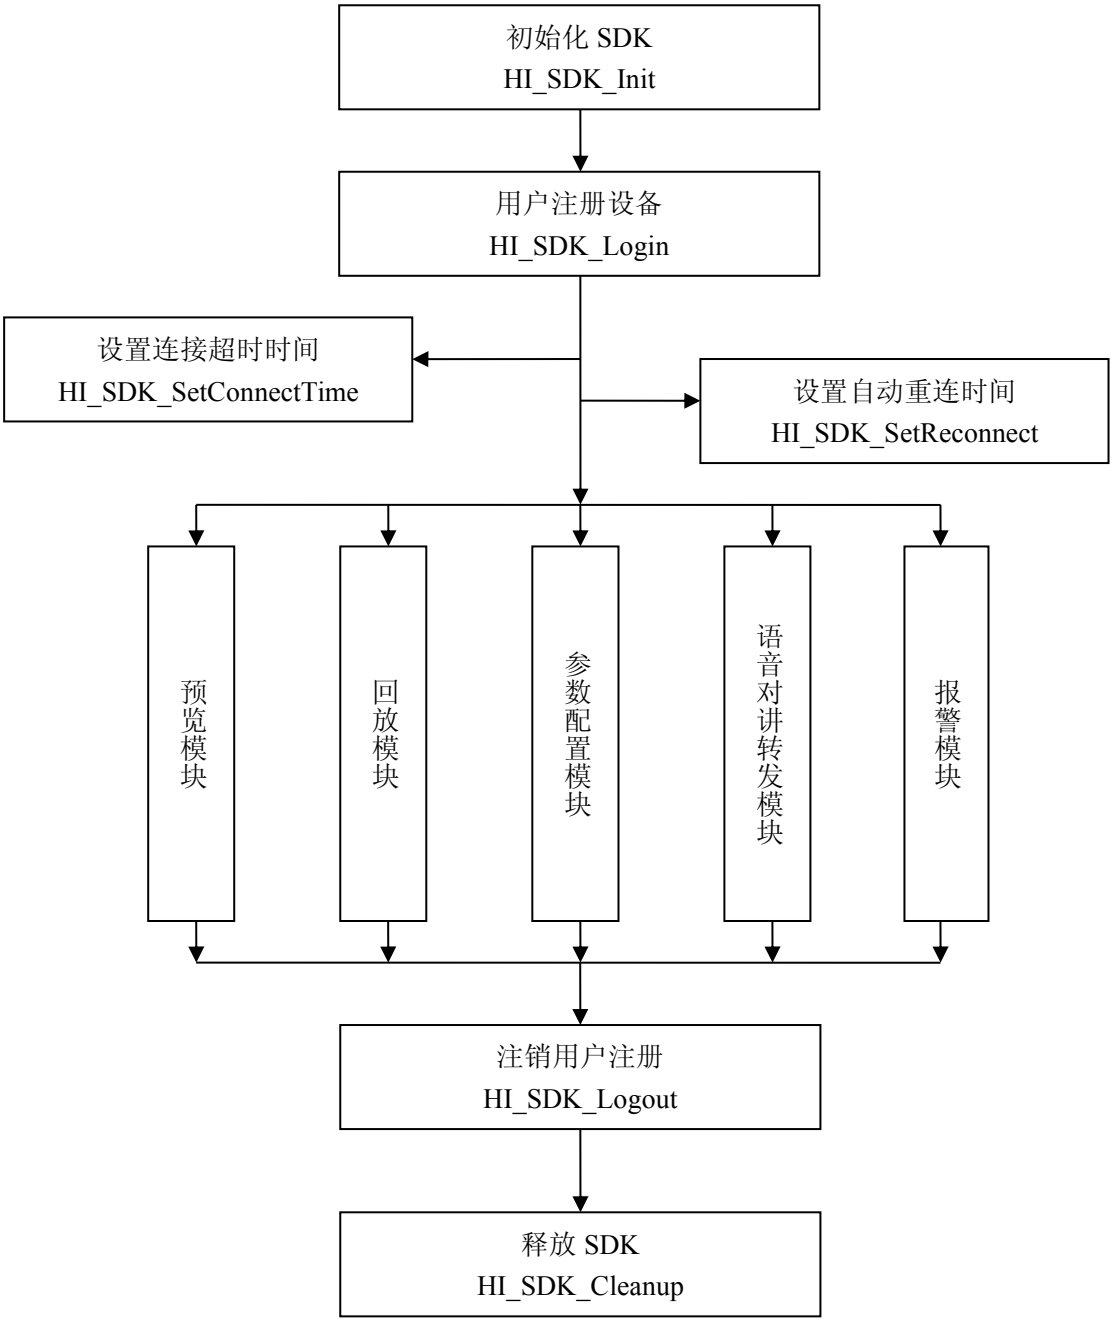 初始化 SDK
HI_SDK_Init
用户注册设备
HI_SDK_Login
设置连接超时时间
HI_SDK_SetConnectTime
设置自动重连时间
HI_SDK_SetReconnect
预览模块
回放模块
参数配置模块
语音对讲转发模块
报警模块
注销用户注册
HI_SDK_Logout
释放 SDK
HI_SDK_Cleanup